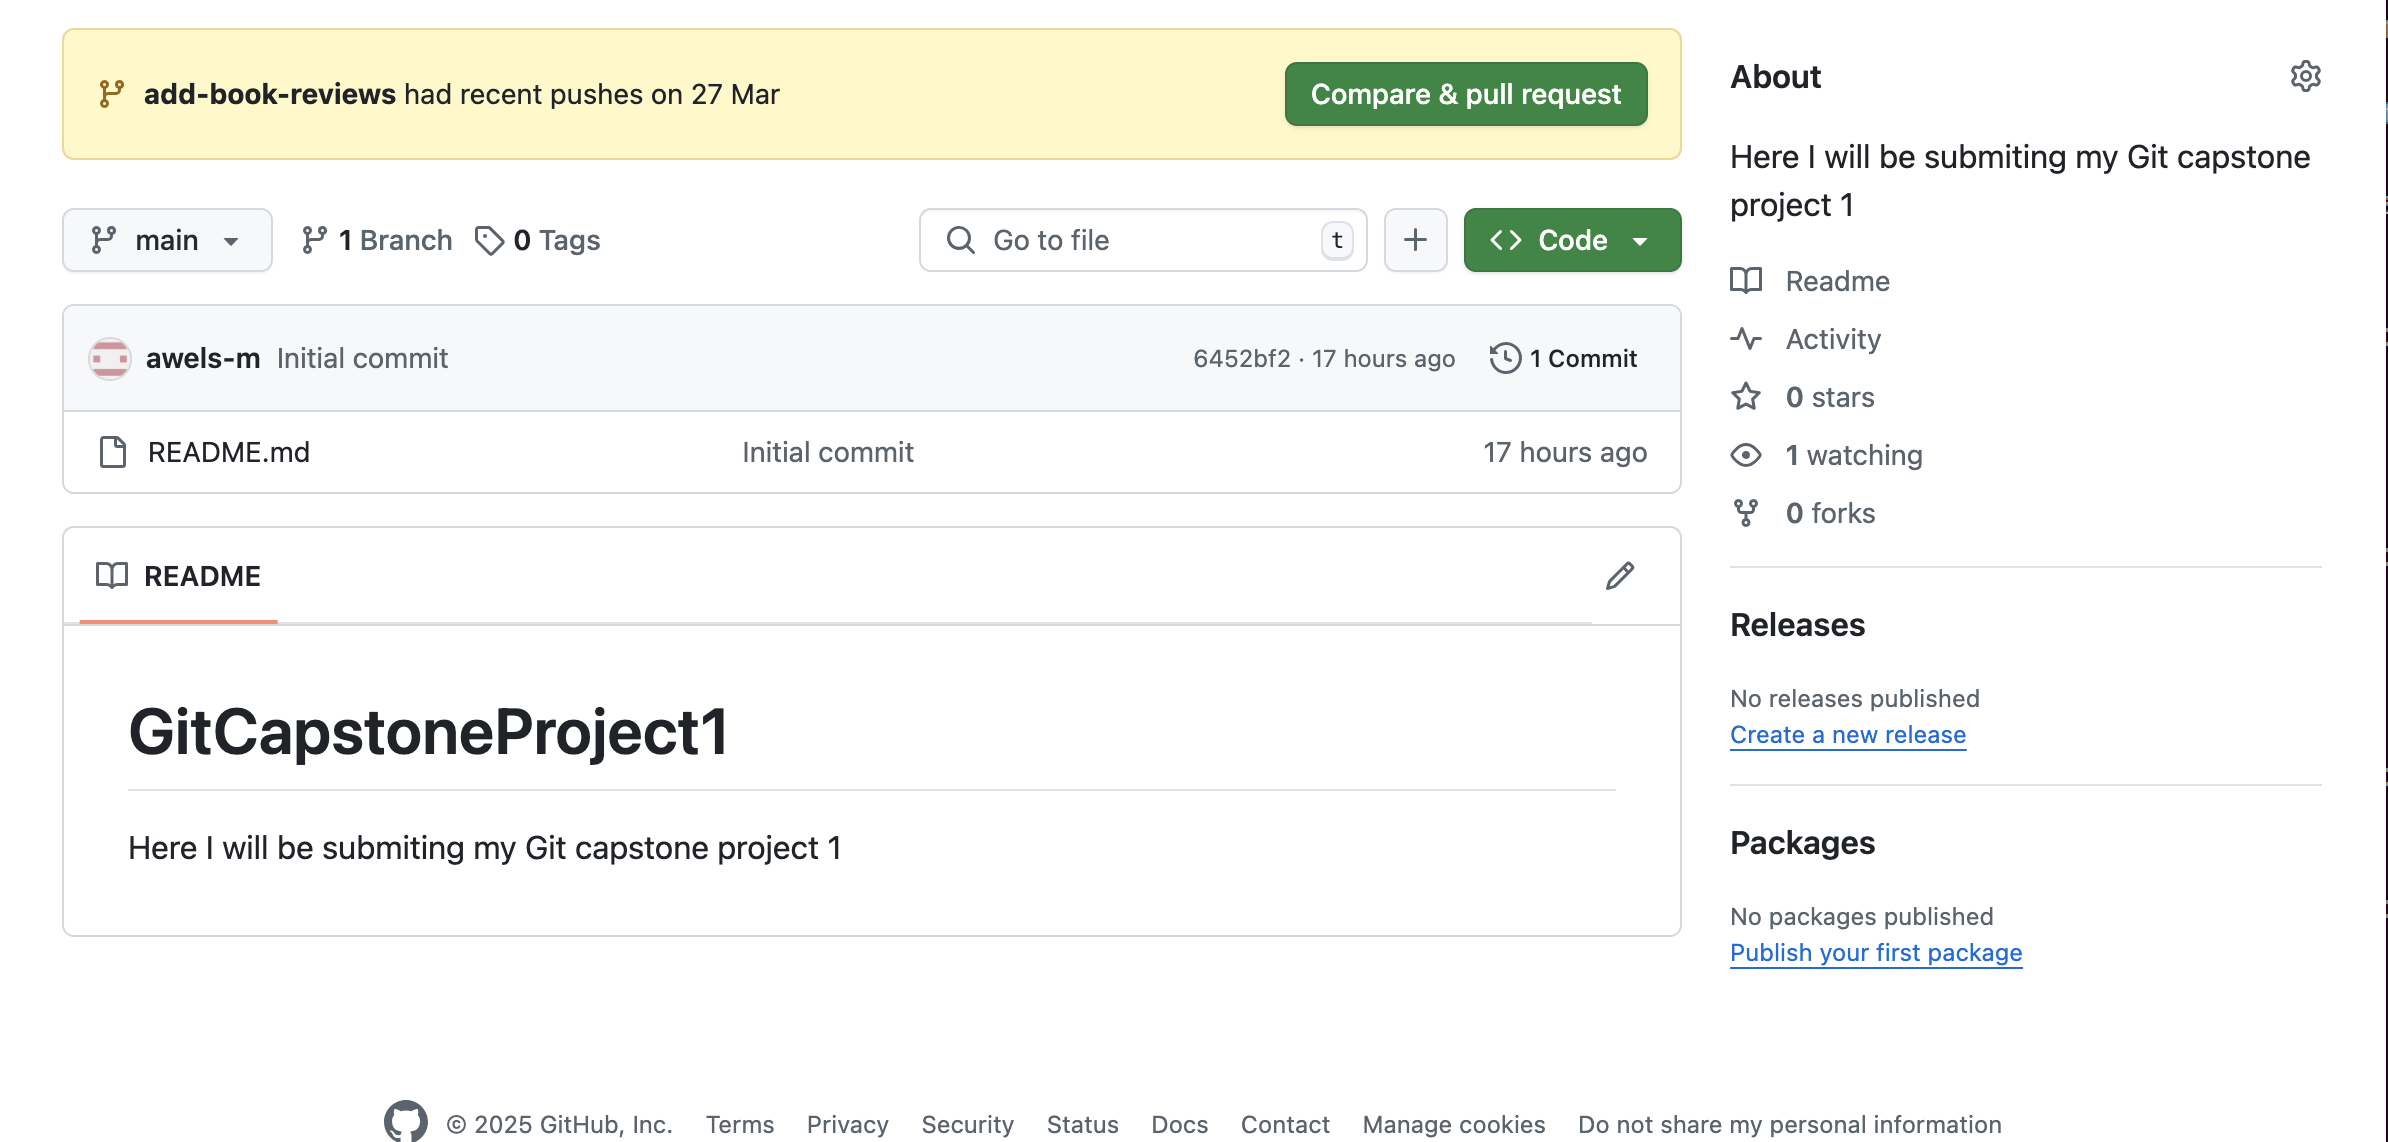 add-book-reviews had recent pushes on 27 Mar
Compare & pull request
main
1 Branch
0 Tags
Go to file
t
Code
awels-m Initial commit
6452bf2 · 17 hours ago
1 Commit
README.md
Initial commit
17 hours ago
README
GitCapstoneProject1
Here I will be submiting my Git capstone project 1
About
Here I will be submiting my Git capstone
project 1
Readme
Activity
0 stars
1 watching
0 forks
Releases
No releases published
Create a new release
Packages
No packages published
Publish your first package
© 2025 GitHub, Inc. Terms Privacy Security Status Docs Contact Manage cookies Do not share my personal information